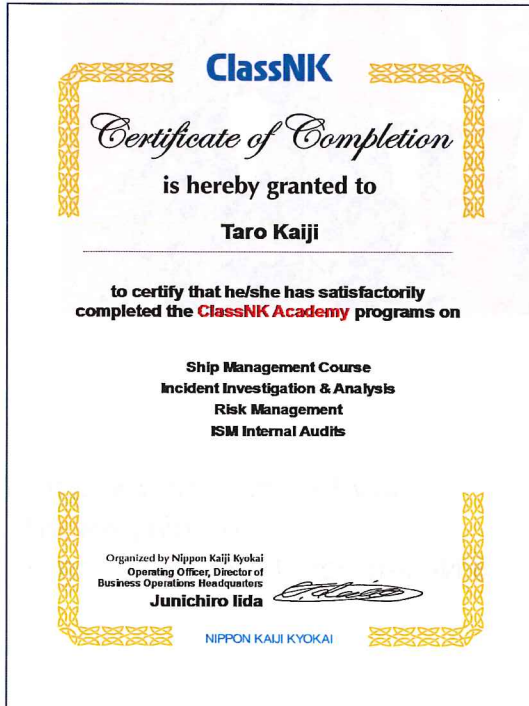 ClassNK
Certificate of Completion
is hereby granted to
Taro Kaiji
to certify that he/she has satisfactorily
completed the ClassNK Academy programs on
Ship Management Course
Incident Investigation & Analysis
Risk Management
ISM Internal Audits
Organized by Nippon Kaiji Kyokai
Operating Officer, Director of
Business Operations Headquarters
Junichiro Iida
NIPPON KAIJI KYOKAI